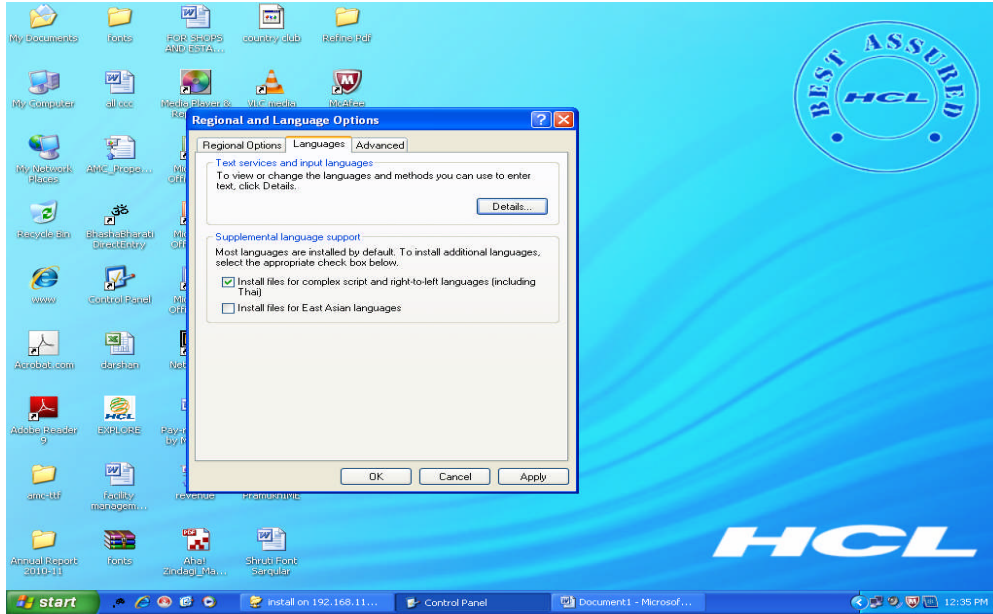 My Documents
fonts
FOR SHOPS
AND ESTA...
country club
My Computer
all ccc
Media Player &
VLC media
McAfee
Regional and Language Options
Regional Options
Languages
Advanced
Text services and input languages
To view or change the languages and methods you can use to enter
text, click Details.
Details...
Supplemental language support
Most languages are installed by default. To install additional languages,
select the appropriate check box below.
Install files for complex script and right-to-left languages (including
Thai)
Install files for East Asian languages
OK
Cancel
Apply
My Network
Places
AMC_Propo...
Recycle Bin
BhashaBharati
DirectEntry
www
Control Panel
Acrobat.com
darshan
Adobe Reader
9
HCL
EXPLORE
amc-ttf
facility
managem...
revenue
PramukhIME
Annual Report
2010-11
fonts
Aha!
Zindagi_Ma...
Shruti Font
Sarqular
BEST ASSURED
HCL
HCL
start
install on 192.168.11...
Control Panel
Document1 - Microsof...
12:35 PM